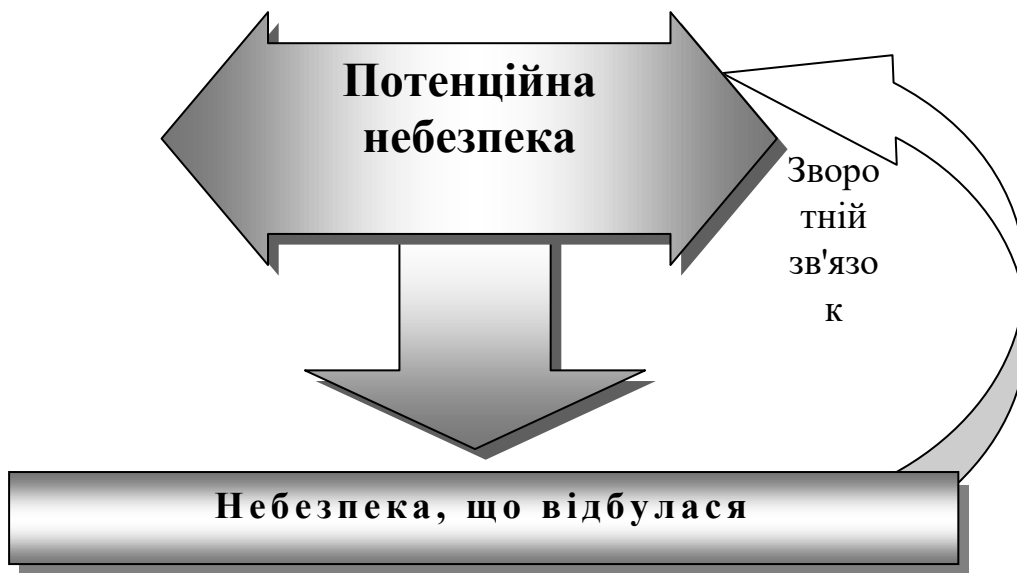 Потенційна
небезпека
Зворо
тній
зв'язо
к
Небезпека, що відбулася